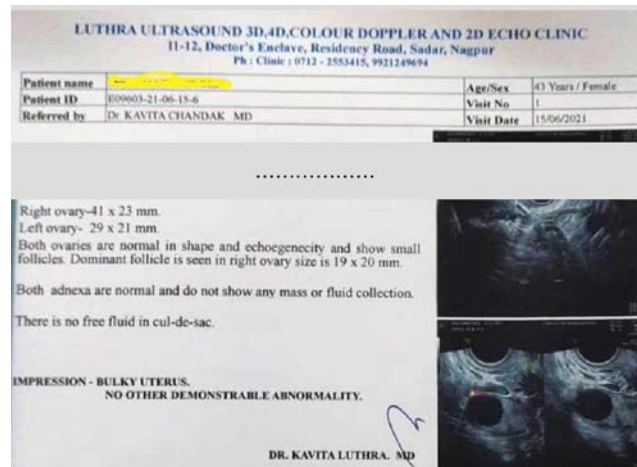 LUTHRA ULTRASOUND 3D,4D,COLOUR DOPPLER AND 2D ECHO CLINIC
11-12, Doctor's Enclave, Residency Road, Sadar, Nagpur
Ph : Clinic : 0712 - 2553415, 9921249694
Patient name Age/Sex 43 Years / Female
Patient ID E09603-21-06-15-6 Visit No 1
Referred by Dr KAVITA CHANDAK MD Visit Date 15/06/2021
..................
Right ovary-41 x 23 mm.
Left ovary- 29 x 21 mm.
Both ovaries are normal in shape and echoegenecity and show small
follicles. Dominant follicle is seen in right ovary size is 19 x 20 mm.
Both adnexa are normal and do not show any mass or fluid collection.
There is no free fluid in cul-de-sac.
IMPRESSION - BULKY UTERUS.
NO OTHER DEMONSTRABLE ABNORMALITY.
DR. KAVITA LUTHRA. MD